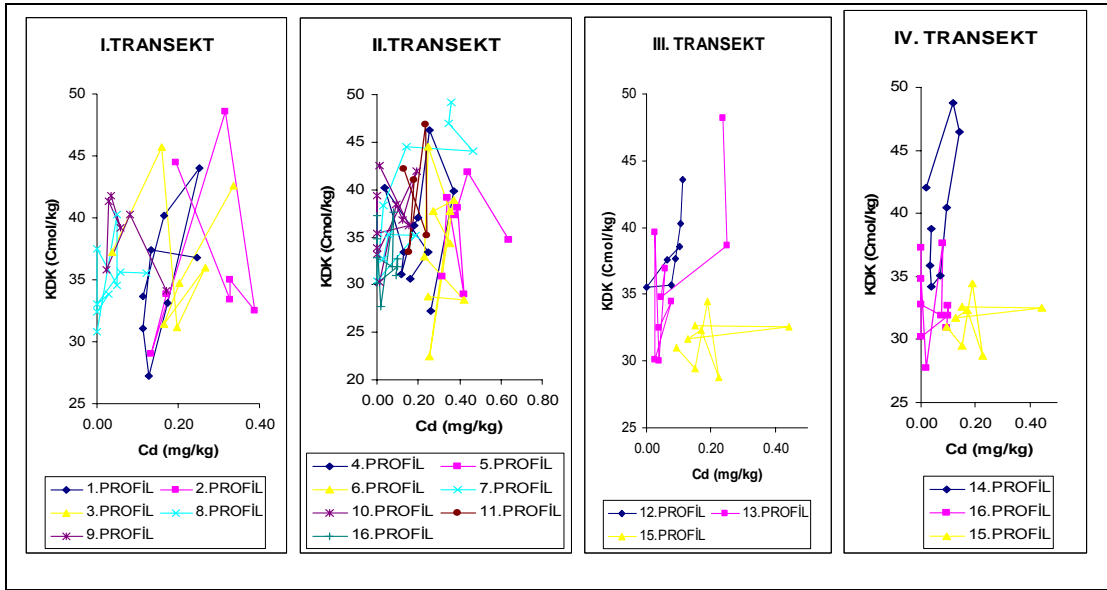 I.TRANSEKT
KDK (Cmol/kg)
50
45
40
35
30
25
0.00 0.20 0.40
Cd (mg/kg)
1.PROFİL 2.PROFİL
3.PROFİL 8.PROFİL
9.PROFİL
II.TRANSEKT
KDK (Cmol/kg)
50
45
40
35
30
25
20
0.00 0.20 0.40 0.60 0.80
Cd (mg/kg)
4.PROFİL 5.PROFİL
6.PROFİL 7.PROFİL
10.PROFİL 11.PROFİL
16.PROFİL
III. TRANSEKT
KDK (Cmol/kg)
50
45
40
35
30
25
0.00 0.20 0.40 0.60
Cd (mg/kg)
12.PROFİL 13.PROFİL
15.PROFİL
IV. TRANSEKT
KDK (Cmol/kg)
50
45
40
35
30
25
0.00 0.20 0.40 0.60
Cd (mg/kg)
14.PROFİL
16.PROFİL
15.PROFİL